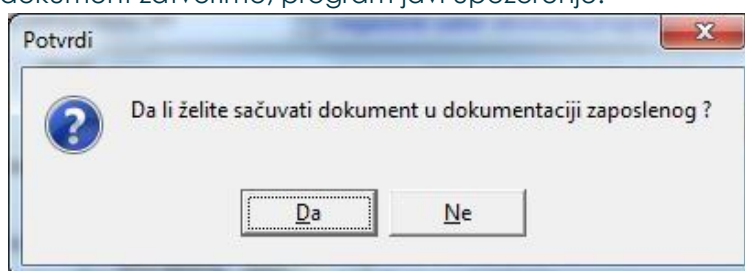 dokument zatvorimo, program javi upozorenje:
Potvrdi
Da li želite sačuvati dokument u dokumentaciji zaposlenog ?
Da
Ne